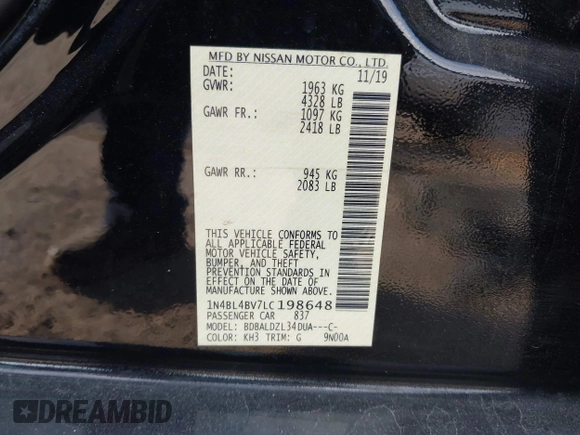 MFD BY NISSAN MOTOR CO., LTD.
DATE: 11/19
GVWR: 1963 KG
4328 LB
GAWR FR.: 1097 KG
2418 LB
GAWR RR.: 945 KG
2083 LB
THIS VEHICLE CONFORMS TO
ALL APPLICABLE FEDERAL
MOTOR VEHICLE SAFETY,
BUMPER, AND THEFT
PREVENTION STANDARDS IN
EFFECT ON THE DATE OF
MANUFACTURE SHOWN ABOVE.
1N4BL4BV7LC198648
PASSENGER CAR 837
MODEL: BDBALDZL34DUA---C-
COLOR: KH3 TRIM: G 9N00A
DREAMBID